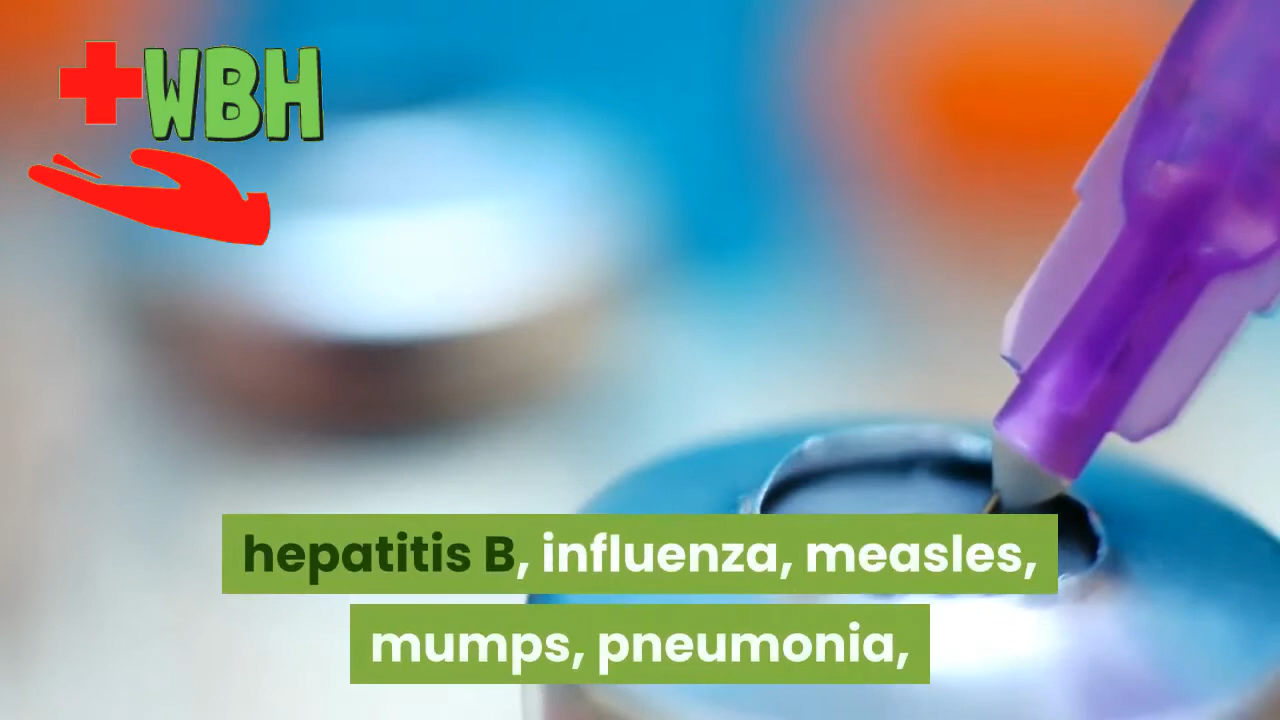 WBH
hepatitis B, influenza, measles,
mumps, pneumonia,